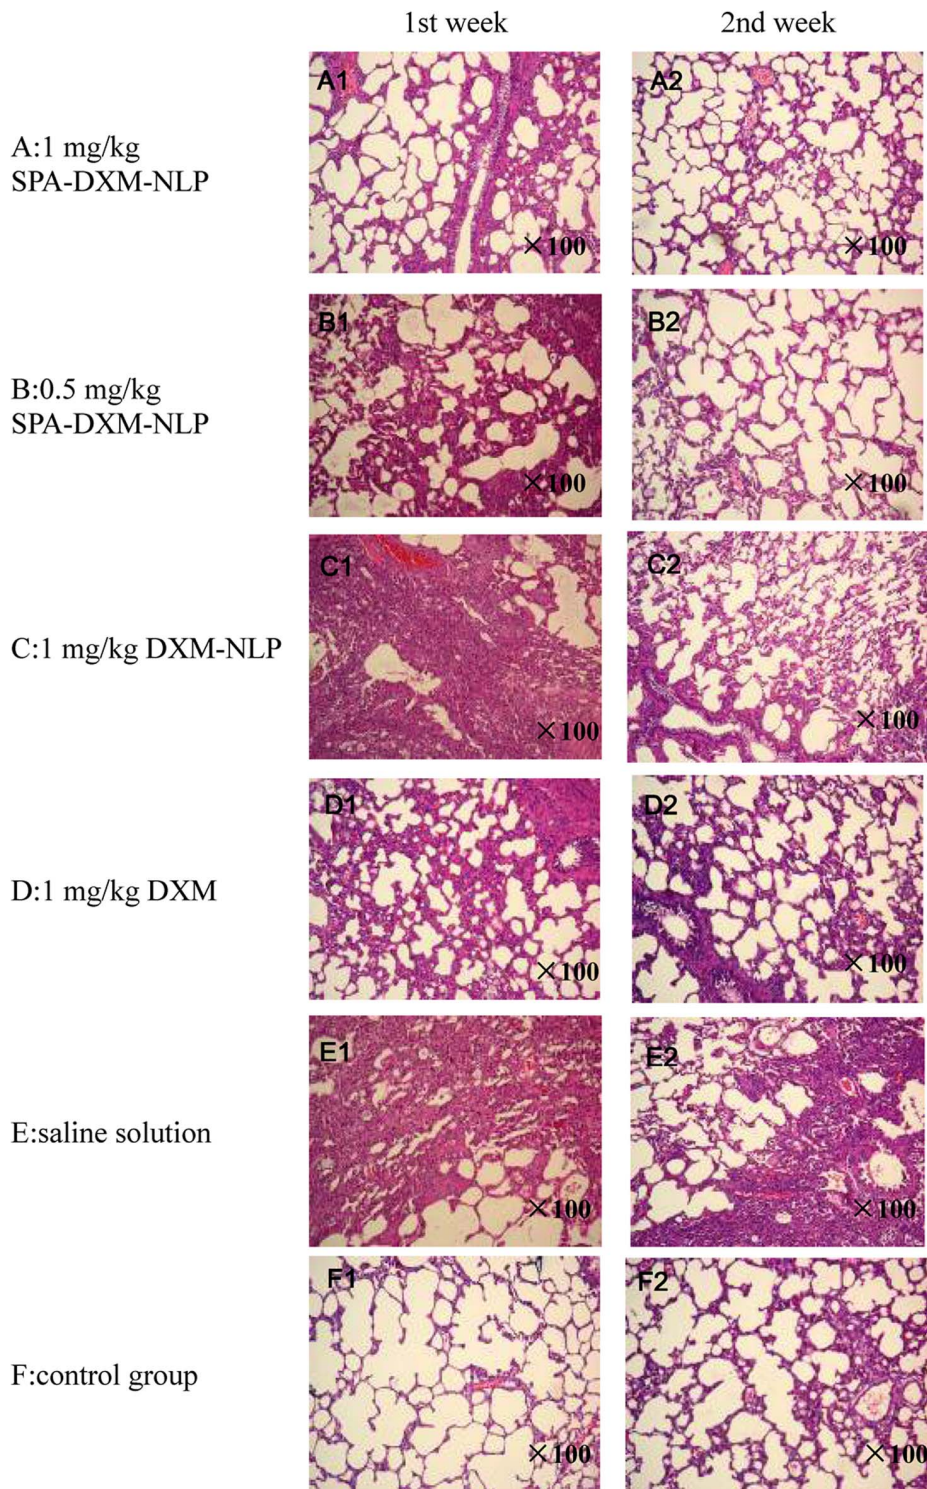 1st week 2nd week
A1 A2
A:1 mg/kg
SPA-DXM-NLP
×100 ×100
B1 B2
B:0.5 mg/kg
SPA-DXM-NLP
×100 ×100
C1 C2
C:1 mg/kg DXM-NLP
×100 ×100
D1 D2
D:1 mg/kg DXM
×100 ×100
E1 E2
E:saline solution
×100 ×100
F1 F2
F:control group
×100 ×100